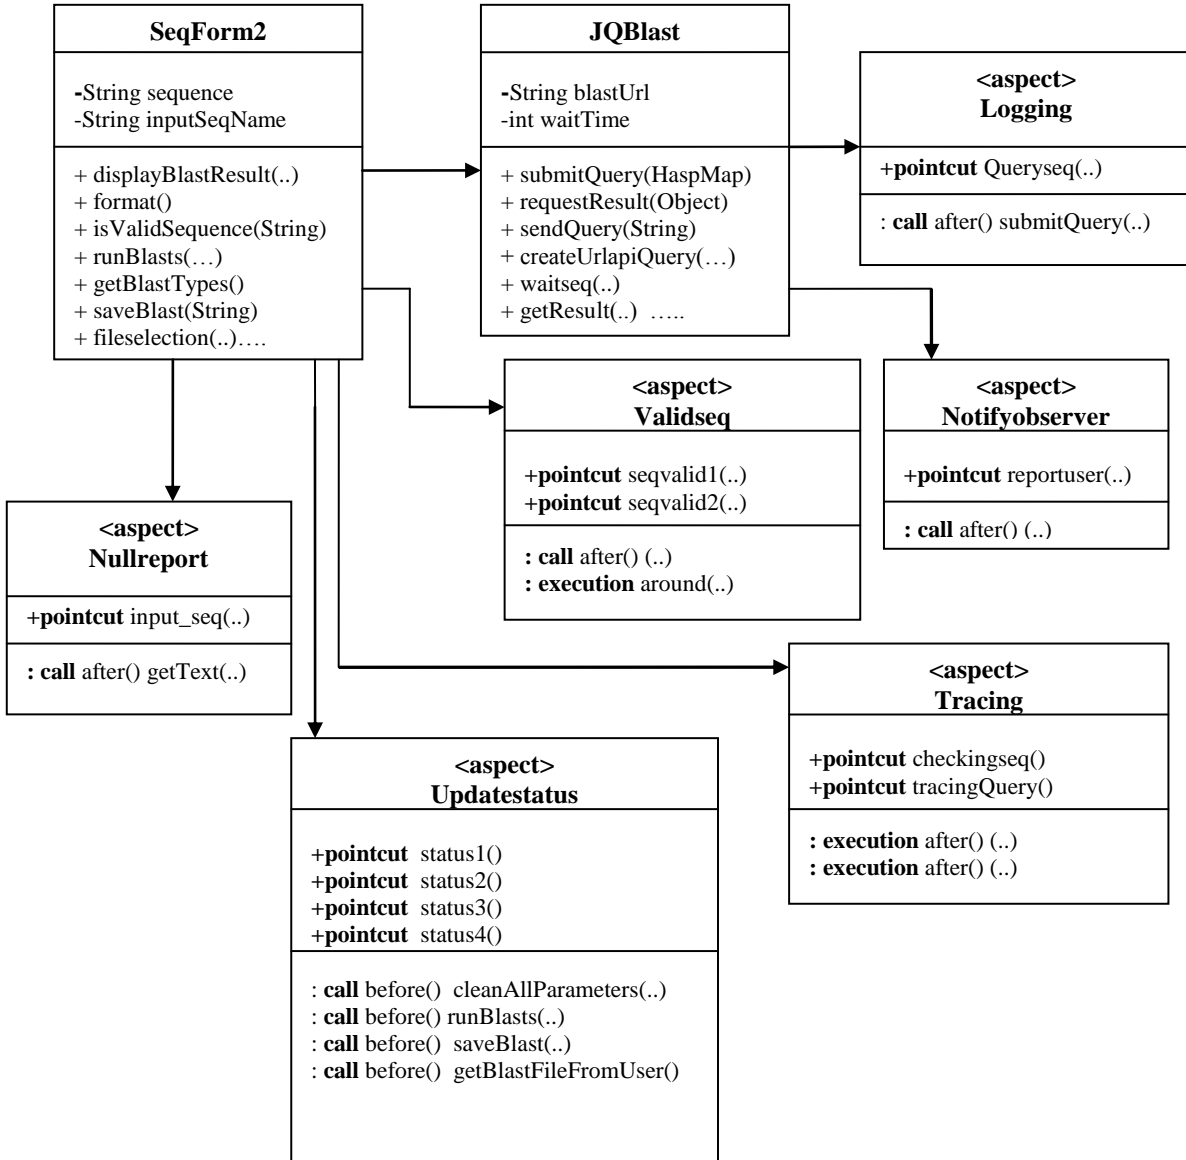 SeqForm2
-String sequence
-String inputSeqName
+ displayBlastResult(..)
+ format()
+ isValidSequence(String)
+ runBlasts(…)
+ getBlastTypes()
+ saveBlast(String)
+ fileselection(..)….
JQBlast
-String blastUrl
-int waitTime
+ submitQuery(HaspMap)
+ requestResult(Object)
+ sendQuery(String)
+ createUrlapiQuery(…)
+ waitseq(..)
+ getResult(..) …..
<aspect>
Logging
+pointcut Queryseq(..)
: call after() submitQuery(..)
<aspect>
Validseq
+pointcut seqvalid1(..)
+pointcut seqvalid2(..)
: call after() (..)
: execution around(..)
<aspect>
Notifyobserver
+pointcut reportuser(..)
: call after() (..)
<aspect>
Nullreport
+pointcut input_seq(..)
: call after() getText(..)
<aspect>
Tracing
+pointcut checkingseq()
+pointcut tracingQuery()
: execution after() (..)
: execution after() (..)
<aspect>
Updatestatus
+pointcut status1()
+pointcut status2()
+pointcut status3()
+pointcut status4()
: call before() cleanAllParameters(..)
: call before() runBlasts(..)
: call before() saveBlast(..)
: call before() getBlastFileFromUser()